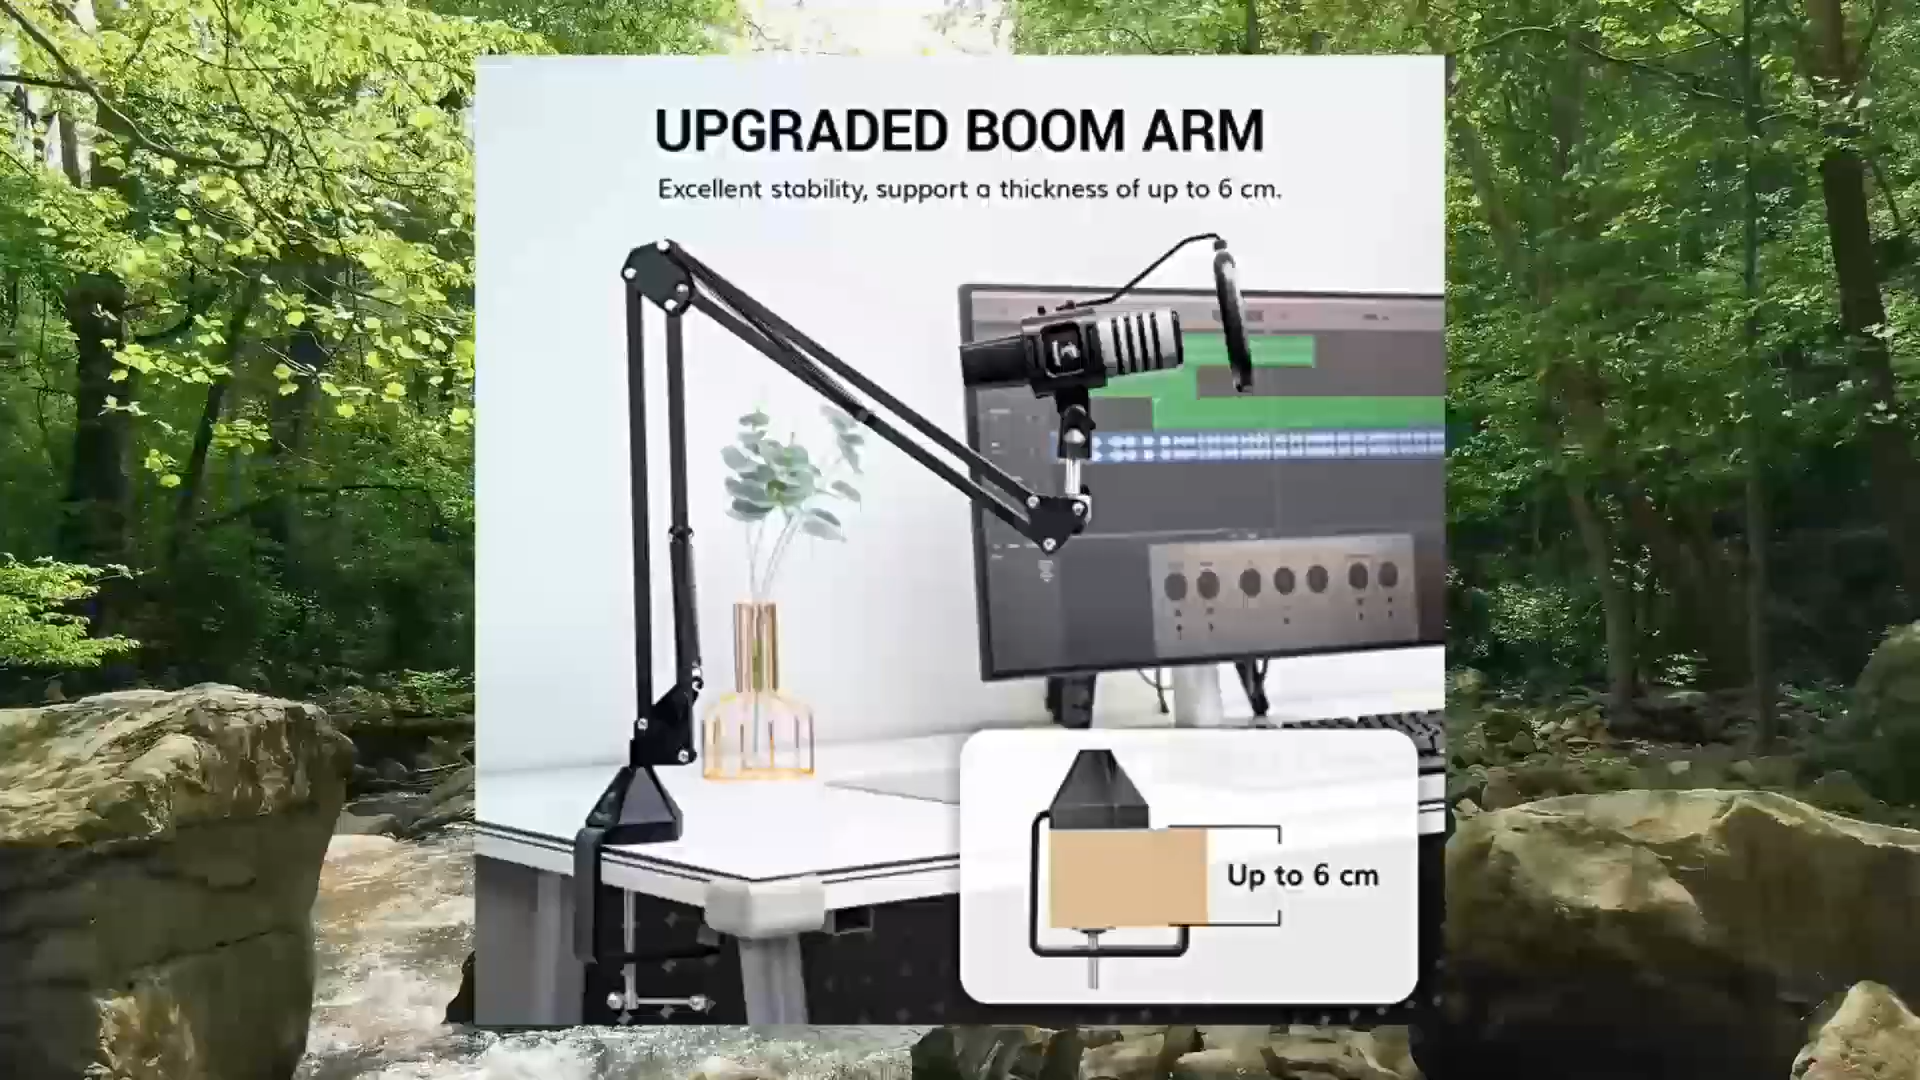 UPGRADED BOOM ARM
Excellent stability, support a thickness of up to 6 cm.
Up to 6 cm